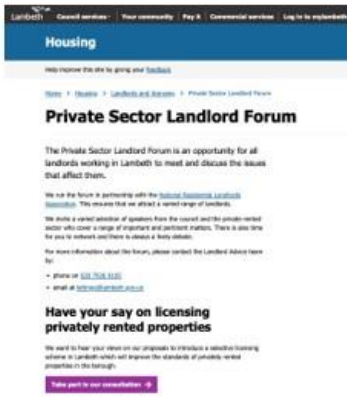 Lambeth Council services Your community Pay it Commercial services Log in to mylambeth
Housing
Help improve this site by giving your feedback
Home > Housing > Landlords and licensing > Private Sector Landlord Forum
Private Sector Landlord Forum
The Private Sector Landlord Forum is an opportunity for all
landlords working in Lambeth to meet and discuss the issues
that affect them.
We run the forum in partnership with the National Residential Landlords
Association. This ensures that we attract a varied range of landlords.
We invite a varied selection of speakers from the council and the private rented
sector who cover a range of important and pertinent matters. There is also time
for you to network and there is always a lively debate.
For more information about the forum, please contact the Landlord Advice team
by:
• phone on 020 7926
• email at
Have your say on licensing
privately rented properties
We want to hear your views on our proposals to introduce a selective licensing
scheme in Lambeth which will improve the standards of privately rented
properties in the borough.
Take part in our consultation →